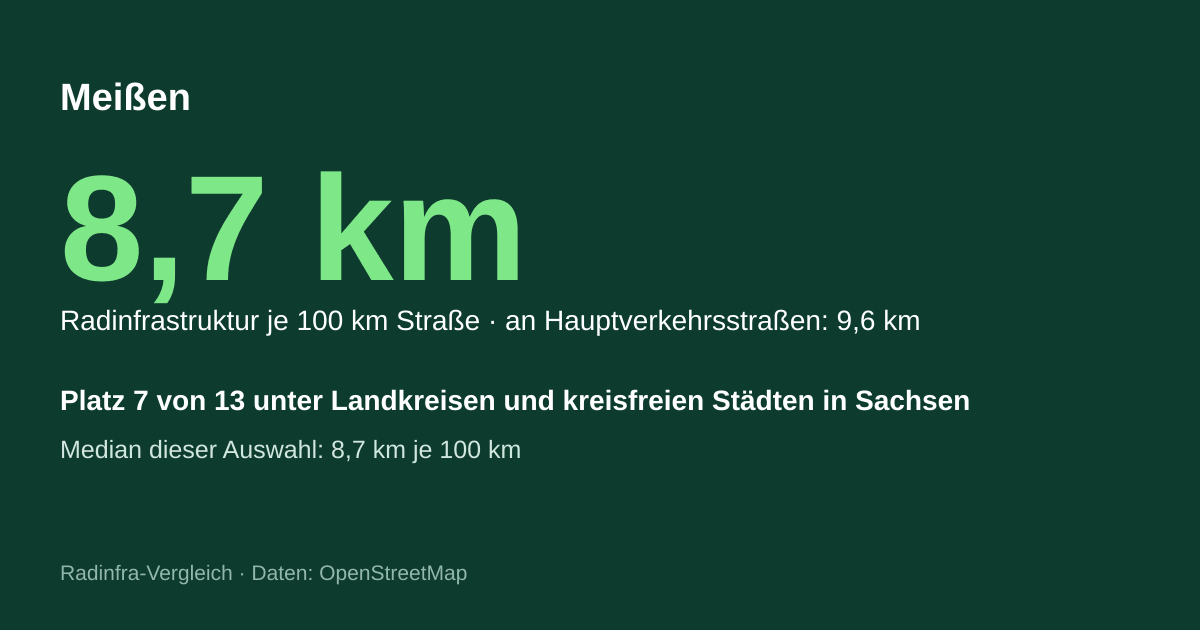 Meißen
8,7 km
Radinfrastruktur je 100 km Straße · an Hauptverkehrsstraßen: 9,6 km
Platz 7 von 13 unter Landkreisen und kreisfreien Städten in Sachsen
Median dieser Auswahl: 8,7 km je 100 km
Radinfra-Vergleich · Daten: OpenStreetMap